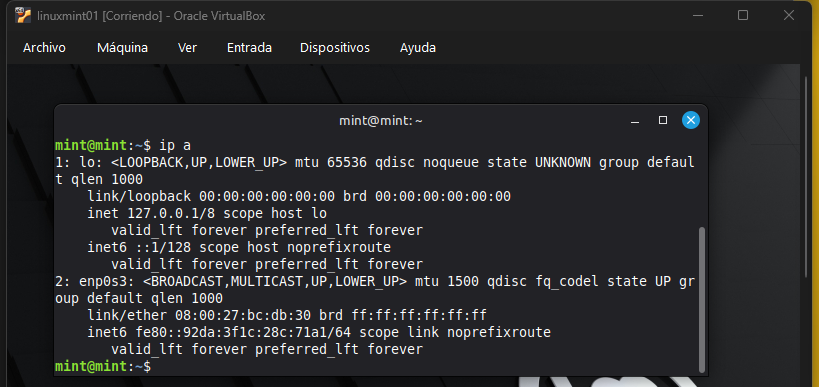 linuxmint01 [Corriendo] - Oracle VirtualBox
Archivo Máquina Ver Entrada Dispositivos Ayuda
mint@mint: ~
mint@mint:~$ ip a
1: lo: <LOOPBACK,UP,LOWER_UP> mtu 65536 qdisc noqueue state UNKNOWN group defaul
t qlen 1000
    link/loopback 00:00:00:00:00:00 brd 00:00:00:00:00:00
    inet 127.0.0.1/8 scope host lo
       valid_lft forever preferred_lft forever
    inet6 ::1/128 scope host noprefixroute
       valid_lft forever preferred_lft forever
2: enp0s3: <BROADCAST,MULTICAST,UP,LOWER_UP> mtu 1500 qdisc fq_codel state UP gr
oup default qlen 1000
    link/ether 08:00:27:bc:db:30 brd ff:ff:ff:ff:ff:ff
    inet6 fe80::92da:3f1c:28c:71a1/64 scope link noprefixroute
       valid_lft forever preferred_lft forever
mint@mint:~$